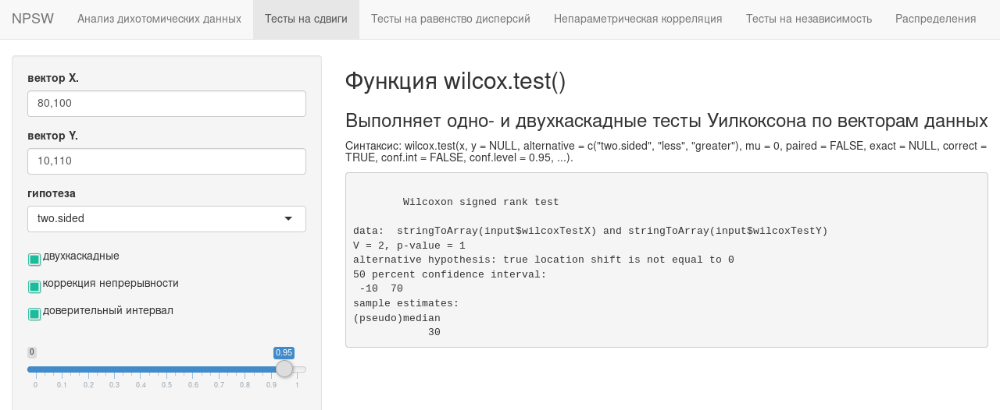 NPSW Анализ дихотомических данных Тесты на сдвиги Тесты на равенство дисперсий Непараметрическая корреляция Тесты на независимость Распределения
вектор X.
80,100
вектор Y.
10,110
гипотеза
two.sided
двухкаскадные
коррекция непрерывности
доверительный интервал
0 0.95
0 0.1 0.2 0.3 0.4 0.5 0.6 0.7 0.8 0.9 1
Функция wilcox.test()
Выполняет одно- и двухкаскадные тесты Уилкоксона по векторам данных
Синтаксис: wilcox.test(x, y = NULL, alternative = c("two.sided", "less", "greater"), mu = 0, paired = FALSE, exact = NULL, correct =
TRUE, conf.int = FALSE, conf.level = 0.95, ...).
Wilcoxon signed rank test
data:  stringToArray(input$wilcoxTestX) and stringToArray(input$wilcoxTestY)
V = 2, p-value = 1
alternative hypothesis: true location shift is not equal to 0
50 percent confidence interval:
-10  70
sample estimates:
(pseudo)median
30